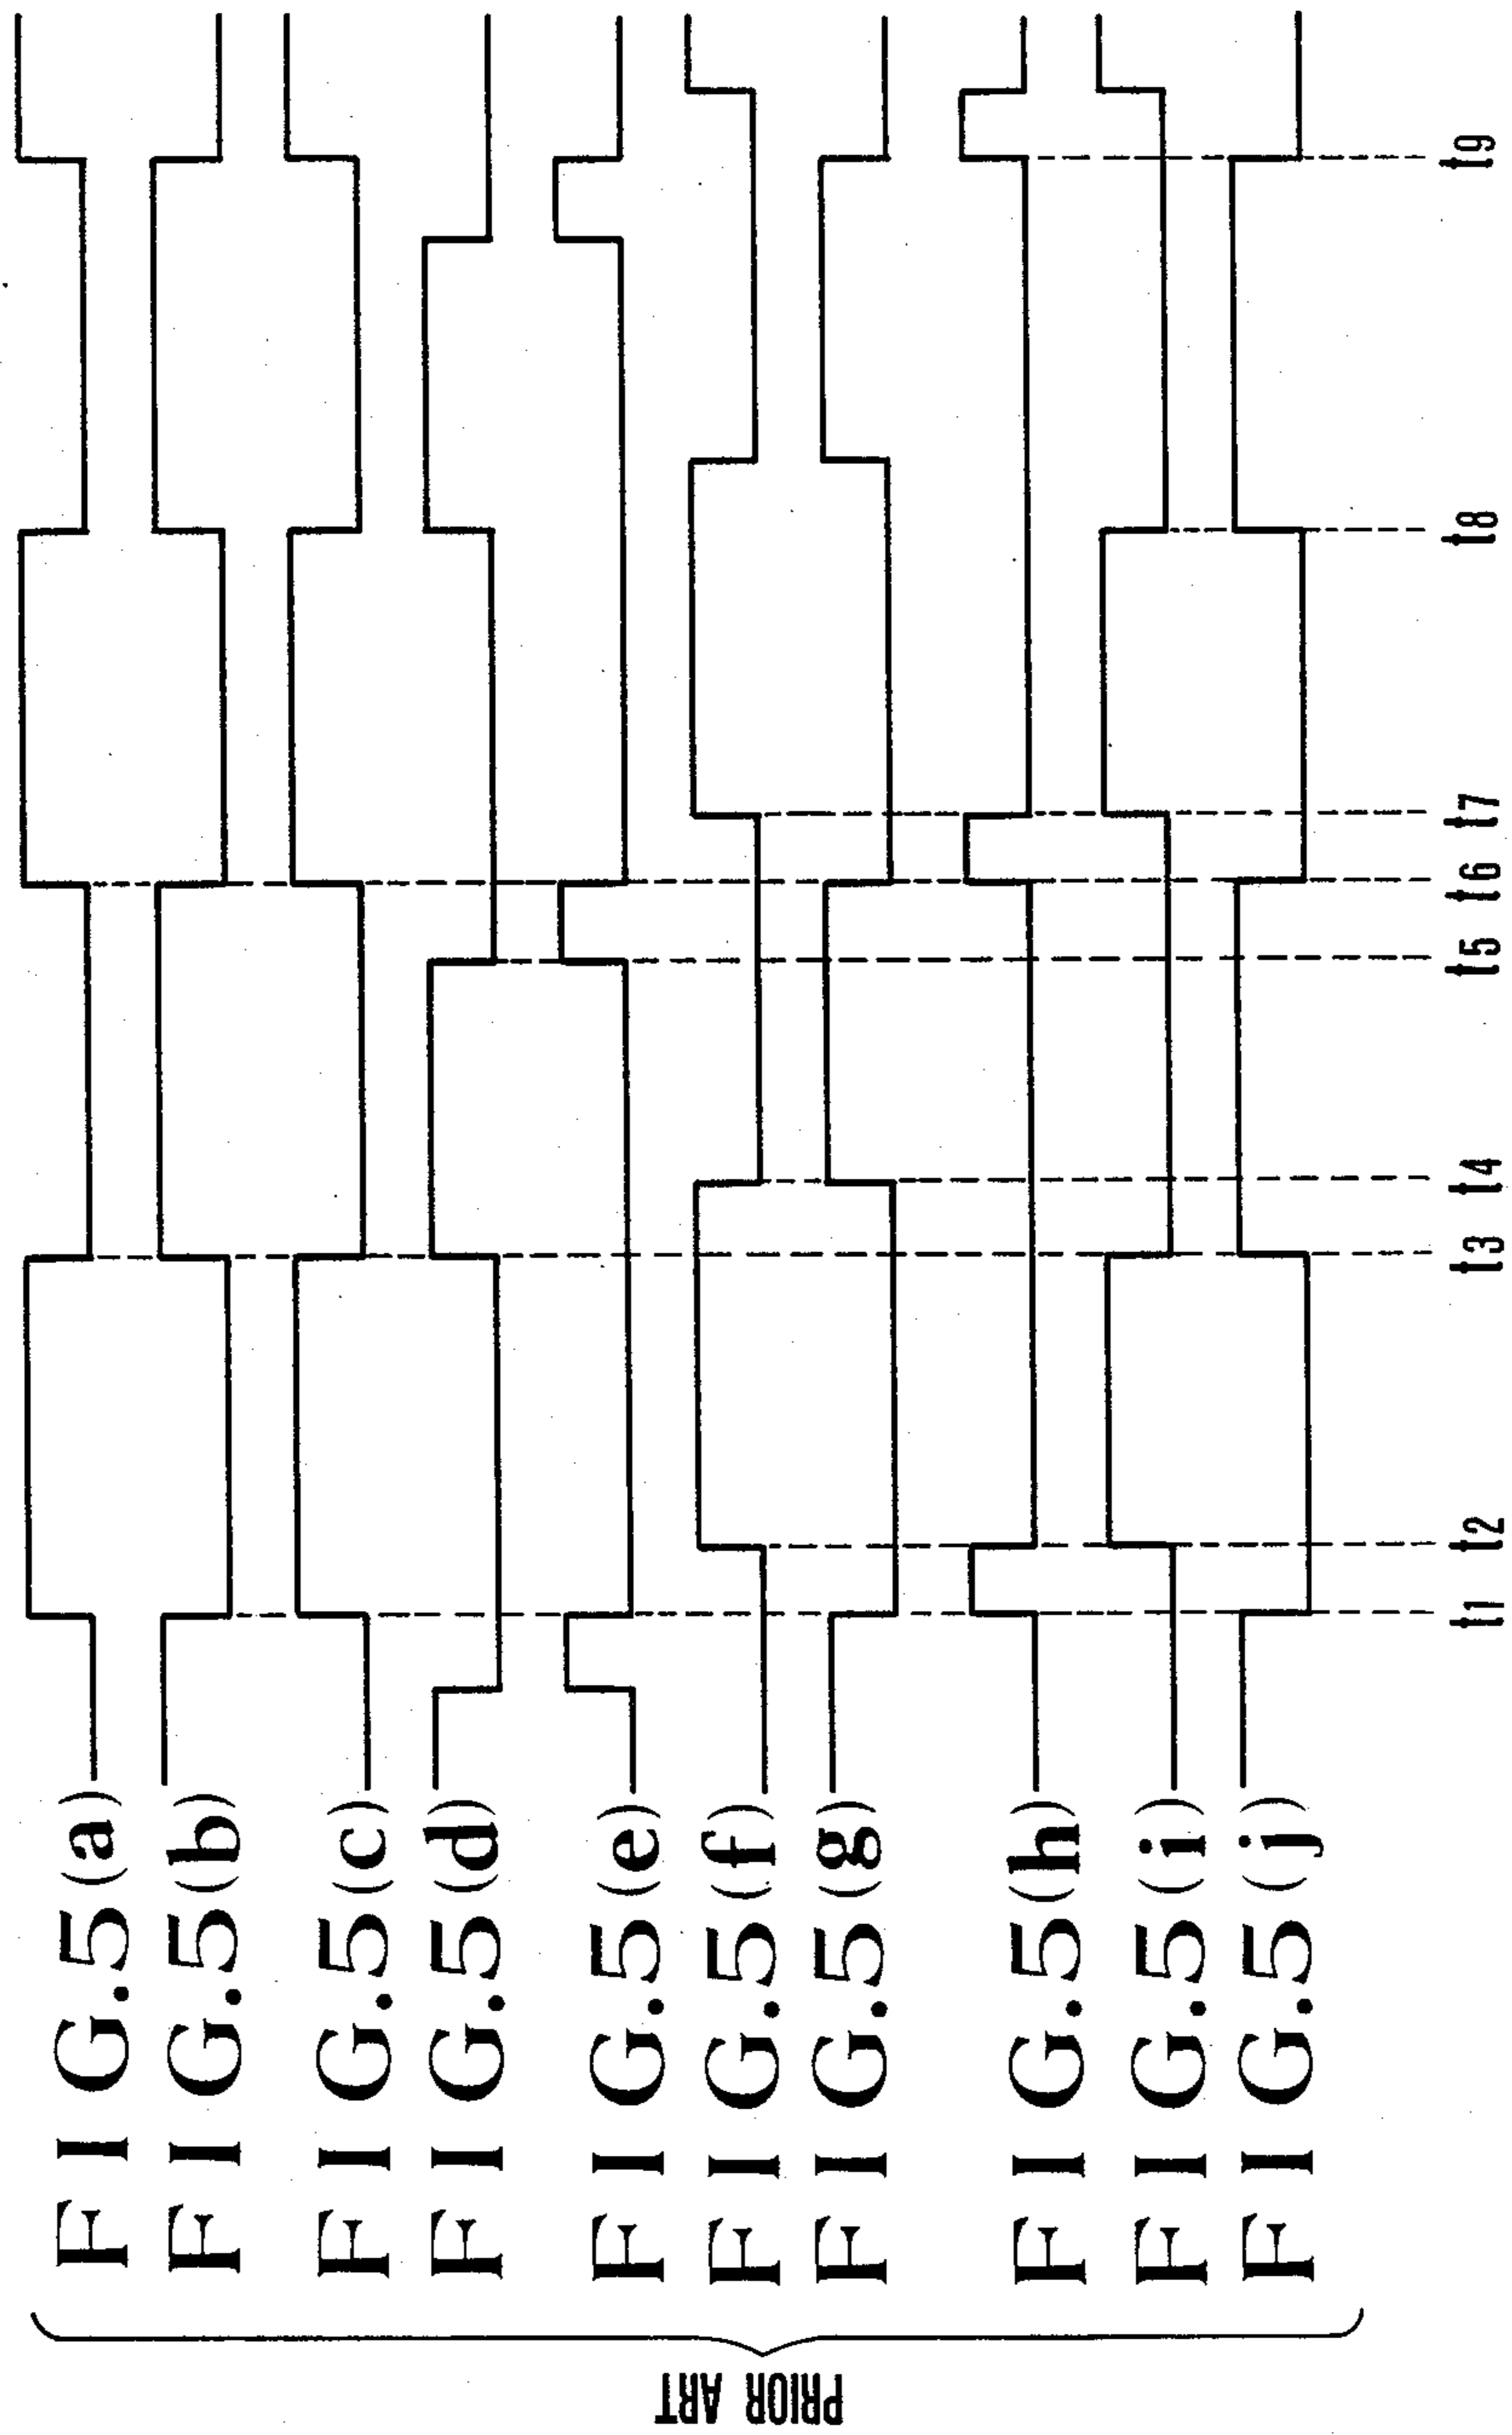 PRIOR ART
FIG.5(a)
FIG.5(b)
FIG.5(c)
FIG.5(d)
FIG.5(e)
FIG.5(f)
FIG.5(g)
FIG.5(h)
FIG.5(i)
FIG.5(j)
t1 t2 t3 t4 t5 t6 t7 t8 t9